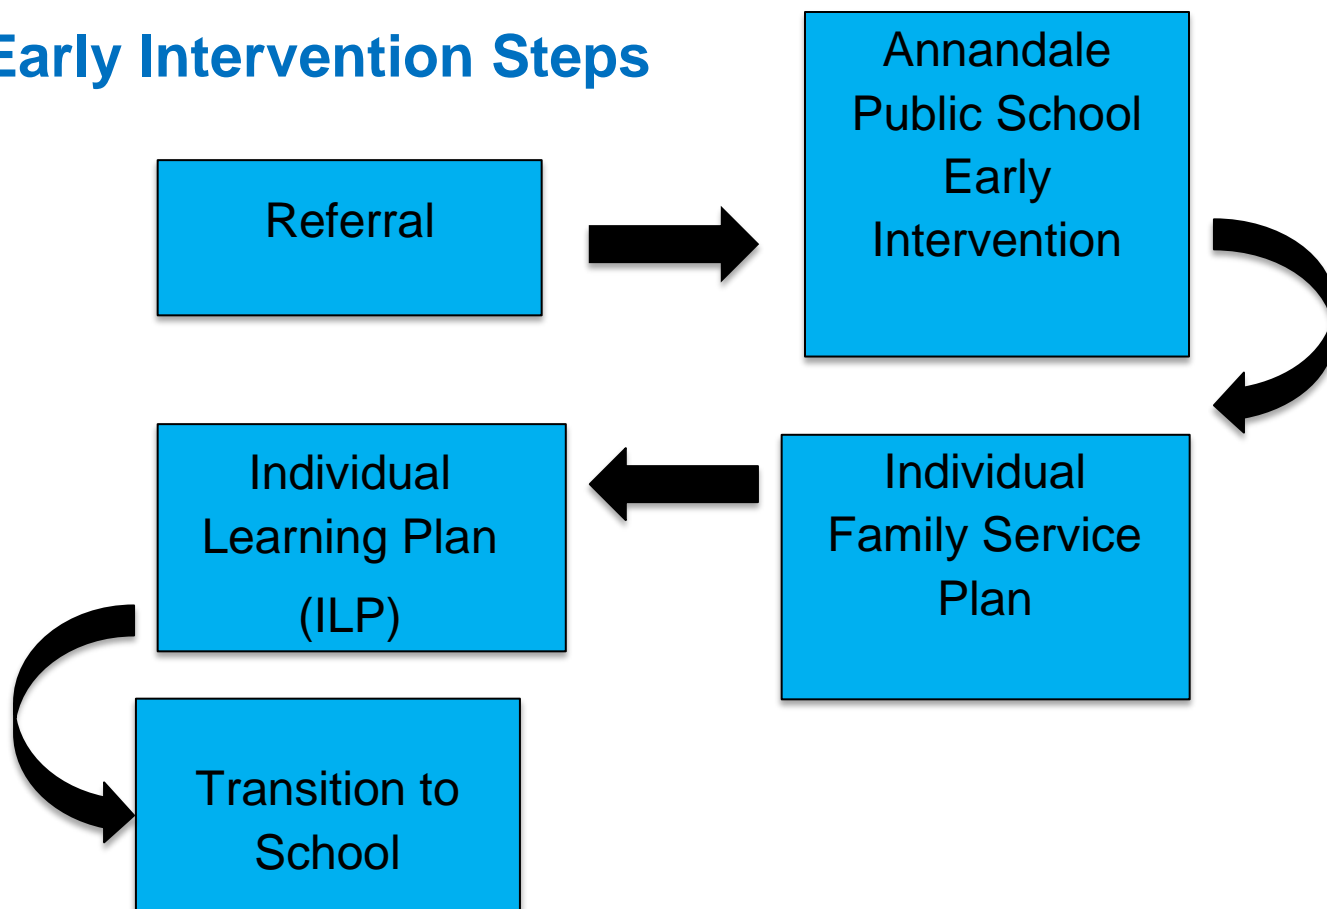 Early Intervention Steps
Referral
Annandale
Public School
Early
Intervention
Individual
Family Service
Plan
Individual
Learning Plan
(ILP)
Transition to
School